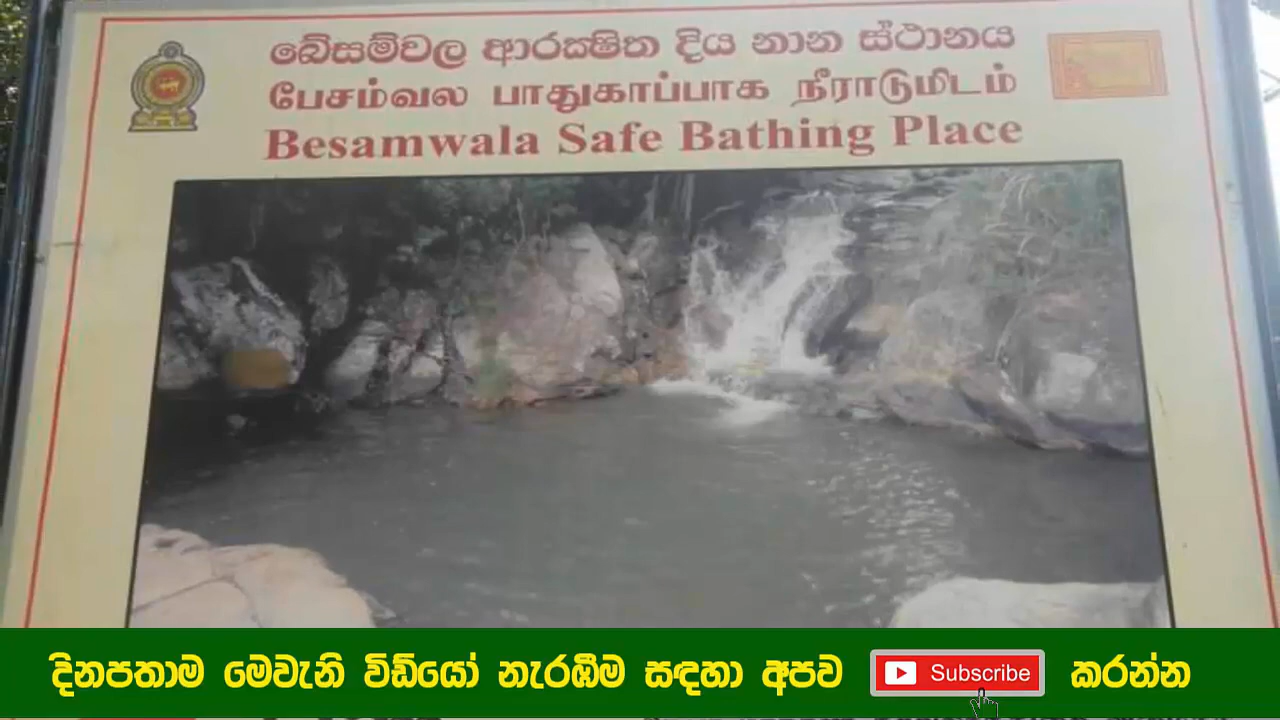 බේසම්වල ආරක්ෂිත දිය නාන ස්ථානය
பேசம்வல பாதுகாப்பாக நீராடுமிடம்
Besamwala Safe Bathing Place
දිනපතාම මෙවැනි වීඩියෝ නැරඹීම සඳහා අපව Subscribe කරන්න